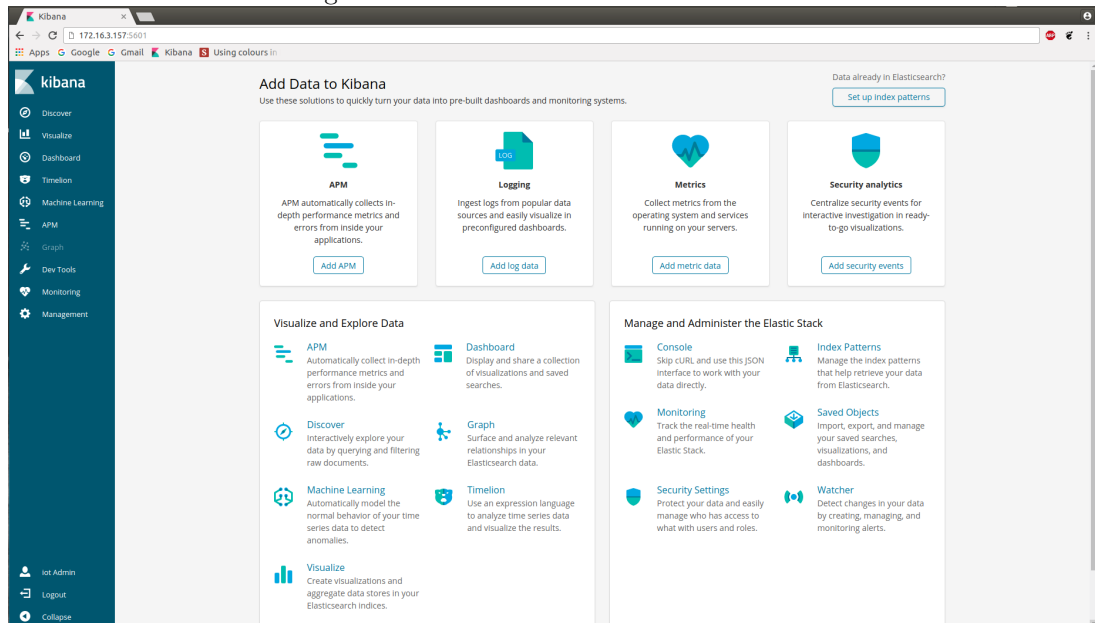 Kibana
172.16.3.157:5601
Apps Google Gmail Kibana S Using colours in
kibana
Discover
Visualize
Dashboard
Timelion
Machine Learning
APM
Graph
Dev Tools
Monitoring
Management
Iot Admin
Logout
Collapse
Add Data to Kibana
Use these solutions to quickly turn your data into pre-built dashboards and monitoring systems.
Data already in Elasticsearch?
Set up index patterns
APM
APM automatically collects in-
depth performance metrics and
errors from inside your
applications.
Add APM
LOG
Logging
Ingest logs from popular data
sources and easily visualize in
preconfigured dashboards.
Add log data
Metrics
Collect metrics from the
operating system and services
running on your servers.
Add metric data
Security analytics
Centralize security events for
interactive investigation in ready-
to-go visualizations.
Add security events
Visualize and Explore Data
APM
Automatically collect in-depth
performance metrics and
errors from inside your
applications.
Dashboard
Display and share a collection
of visualizations and saved
searches.
Discover
Interactively explore your
data by querying and filtering
raw documents.
Graph
Surface and analyze relevant
relationships in your
Elasticsearch data.
Machine Learning
Automatically model the
normal behavior of your time
series data to detect
anomalies.
Timelion
Use an expression language
to analyze time series data
and visualize the results.
Visualize
Create visualizations and
aggregate data stores in your
Elasticsearch indices.
Manage and Administer the Elastic Stack
Console
Skip cURL and use this JSON
interface to work with your
data directly.
Index Patterns
Manage the index patterns
that help retrieve your data
from Elasticsearch.
Monitoring
Track the real-time health
and performance of your
Elastic Stack.
Saved Objects
Import, export, and manage
your saved searches,
visualizations, and
dashboards.
Security Settings
Protect your data and easily
manage who has access to
what with users and roles.
Watcher
Detect changes in your data
by creating, managing, and
monitoring alerts.